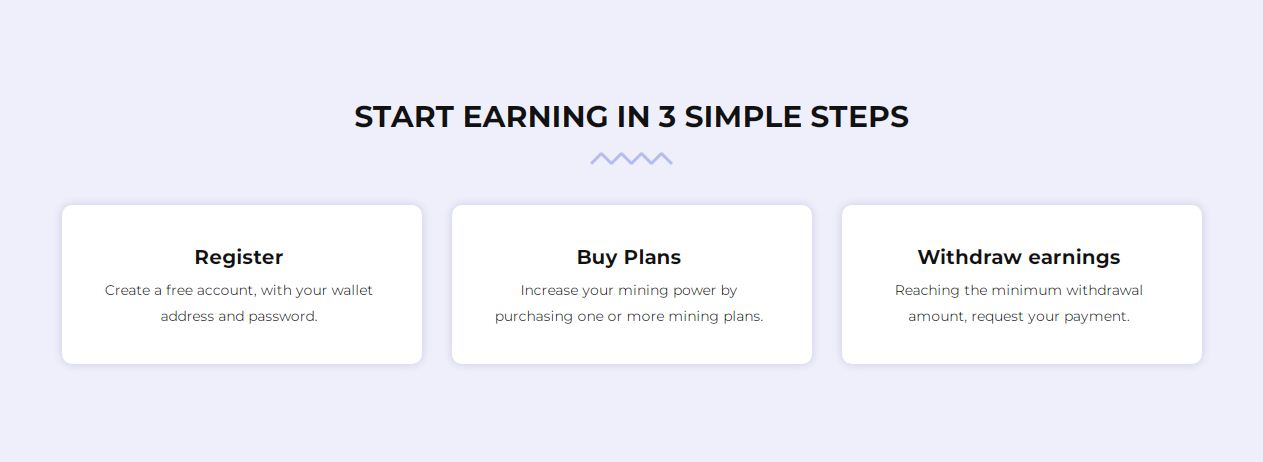 START EARNING IN 3 SIMPLE STEPS
Register
Create a free account, with your wallet
address and password.
Buy Plans
Increase your mining power by
purchasing one or more mining plans.
Withdraw earnings
Reaching the minimum withdrawal
amount, request your payment.